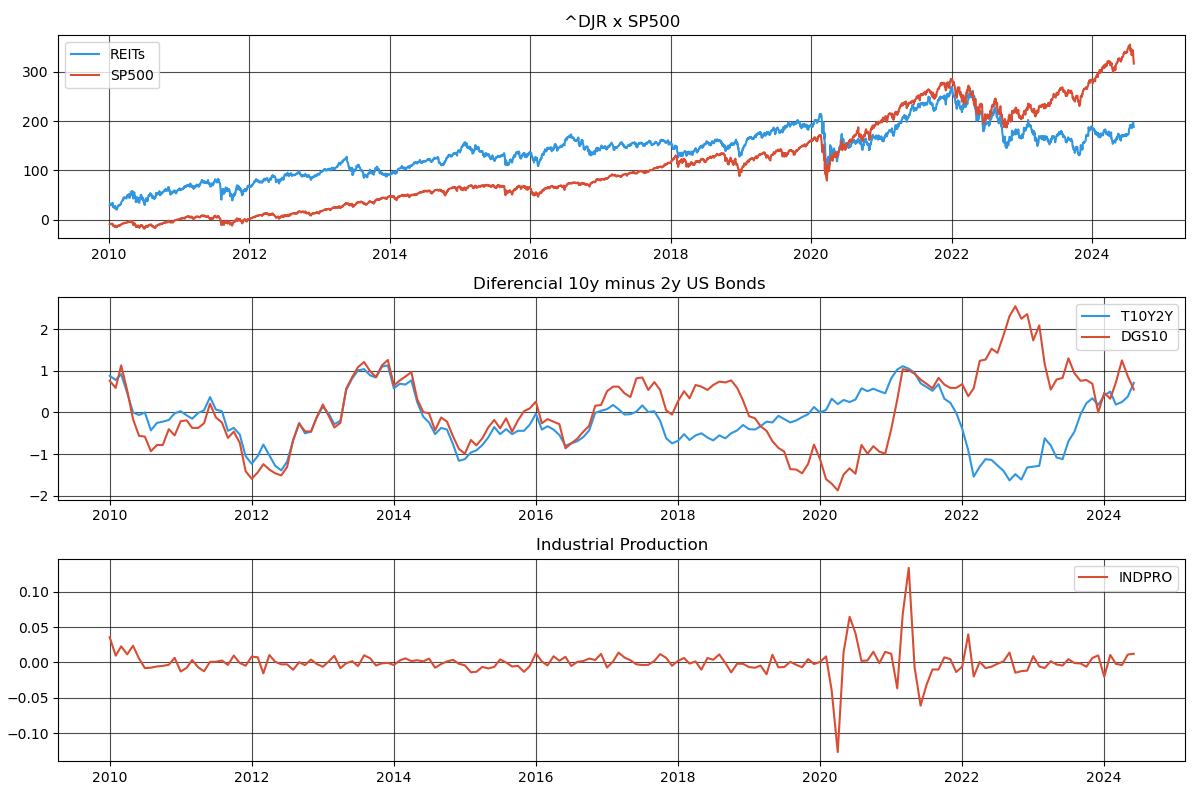 ^DJR x SP500
REITs
SP500
300
200
100
0
2010 2012 2014 2016 2018 2020 2022 2024
Diferencial 10y minus 2y US Bonds
T10Y2Y
DGS10
2
1
0
−1
−2
2010 2012 2014 2016 2018 2020 2022 2024
Industrial Production
INDPRO
0.10
0.05
0.00
−0.05
−0.10
2010 2012 2014 2016 2018 2020 2022 2024